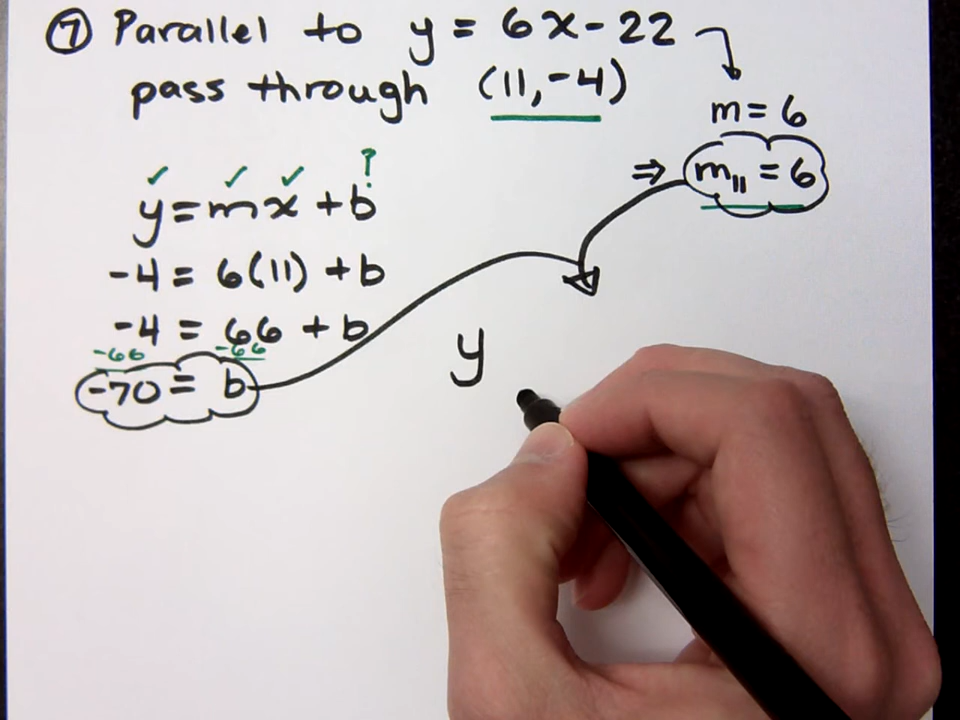 ⑦ Parallel to y = 6x - 22
pass through (11, -4)
m = 6
⇒ m|| = 6
✓ ✓ ✓ ?
y = mx + b
-4 = 6(11) + b
-4 = 66 + b
-66 -66
-70 = b
y